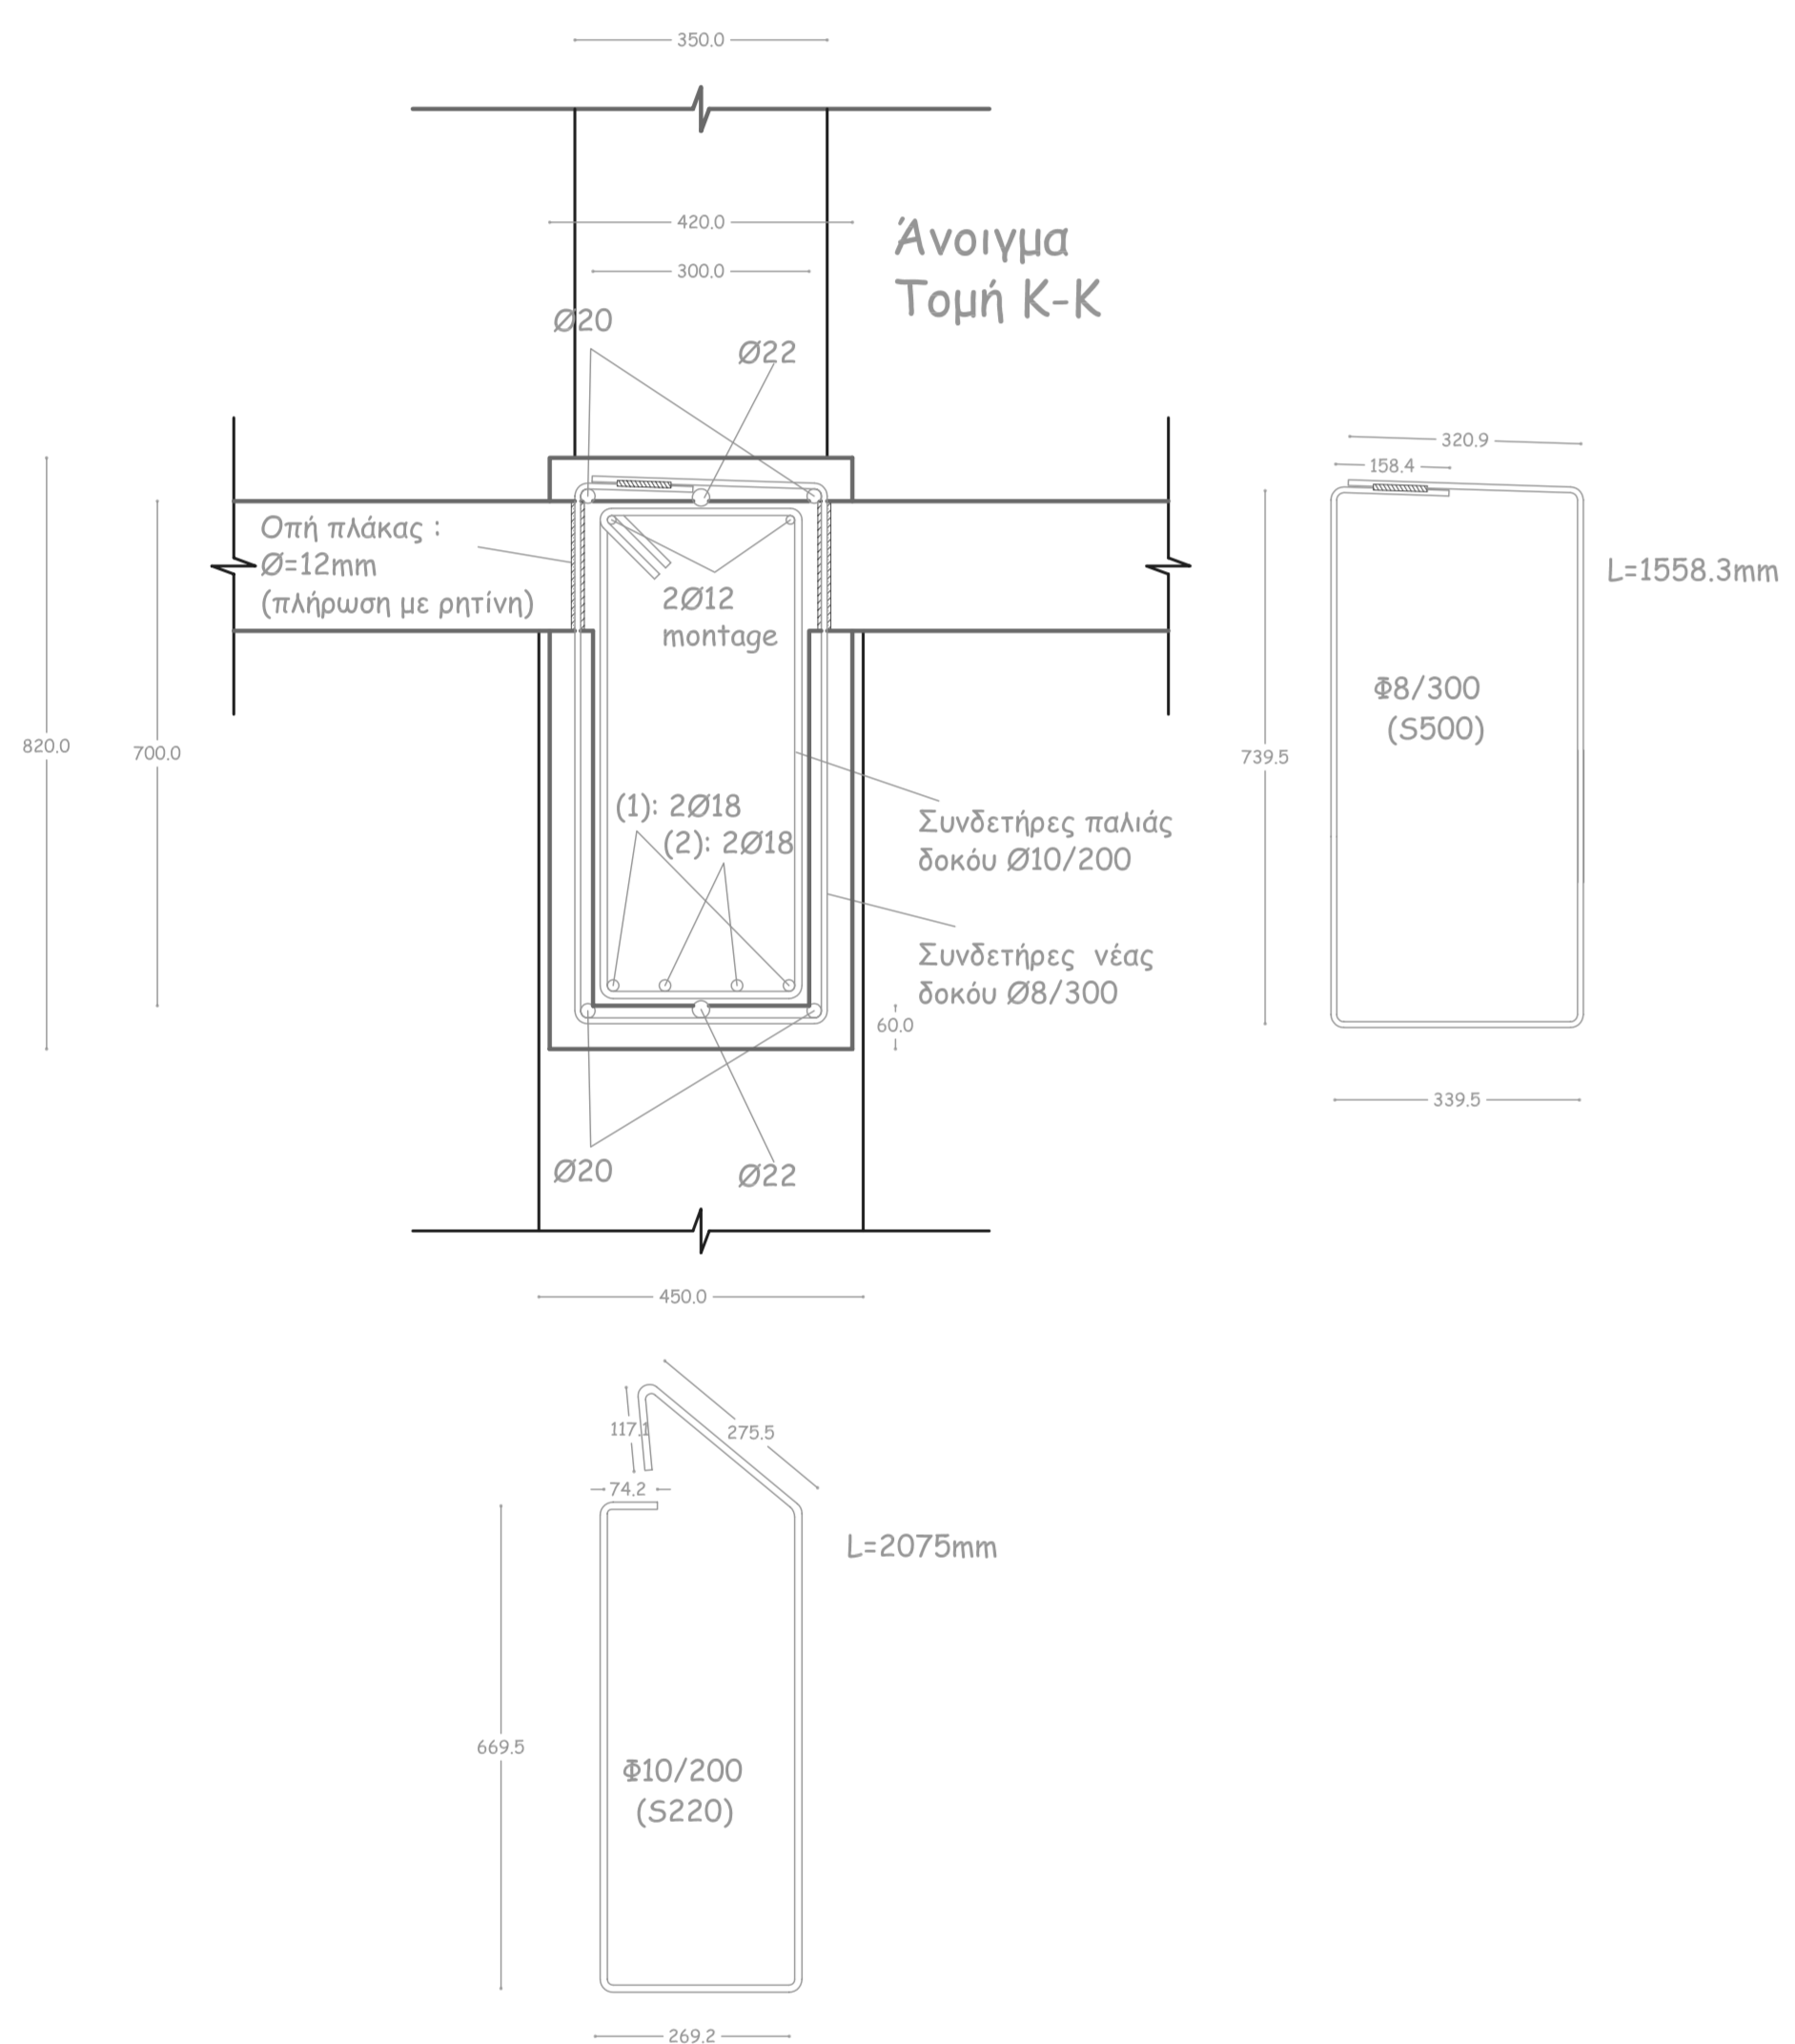 350.0
420.0
300.0
Άνοιγμα
Τομή Κ-Κ
Ø20
Ø22
320.9
158.4
Οπή πλάκας :
Ø=12mm
(πλήρωση με ρητίνη)
2Ø12
montage
L=1558.3mm
Φ8/300
(S500)
820.0
700.0
739.5
(1): 2Ø18
(2): 2Ø18
Συνδετήρες παλιάς
δοκόυ Ø10/200
Συνδετήρες νέας
δοκόυ Ø8/300
60.0
339.5
Ø20
Ø22
450.0
117.1
275.5
74.2
L=2075mm
669.5
Φ10/200
(S220)
269.2